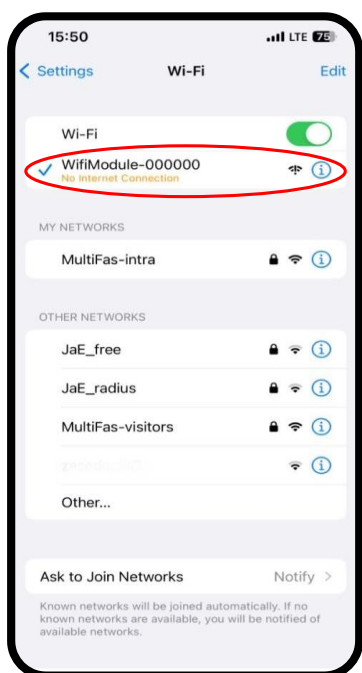 15:50 LTE 75
Settings Wi-Fi Edit
Wi-Fi
WifiModule-000000
No Internet Connection
MY NETWORKS
MultiFas-intra
OTHER NETWORKS
JaE_free
JaE_radius
MultiFas-visitors
Other...
Ask to Join Networks Notify
Known networks will be joined automatically. If no
known networks are available, you will be notified of
available networks.